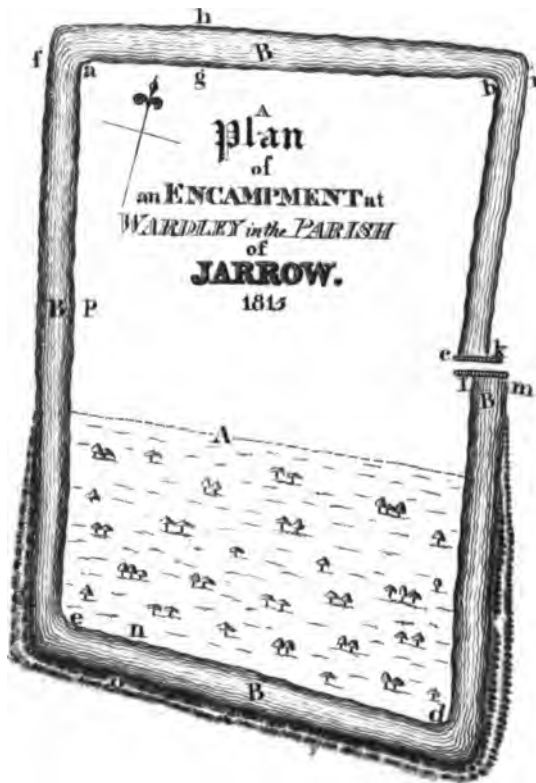 h
f
B
i
a
g
b
A
Plan
of
an ENCAMPMENT at
WARDLEY in the PARISH
of
JARROW.
1815
B
p
c
k
l
m
B
A
e
n
o
B
d